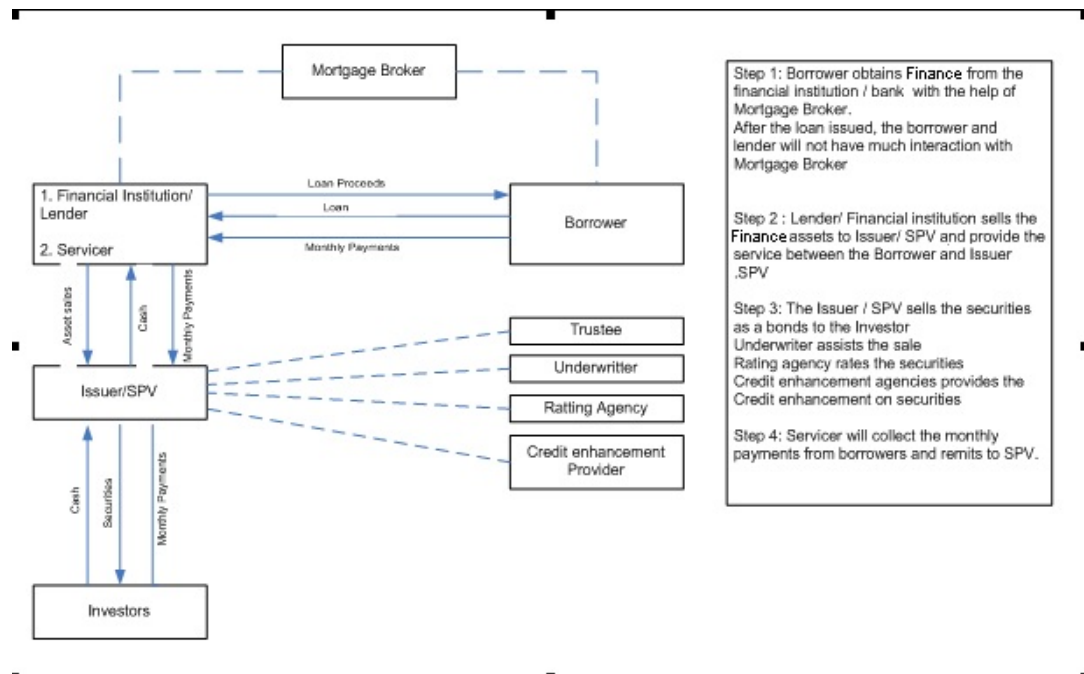 Mortgage Broker
1. Financial Institution/
Lender
2. Servicer
Loan Proceeds
Loan
Monthly Payments
Borrower
Asset sales
Cash
Monthly Payments
Issuer/SPV
Trustee
Underwritter
Ratting Agency
Credit enhancement
Provider
Cash
Securities
Monthly Payments
Investors
Step 1: Borrower obtains Finance from the
financial institution / bank with the help of
Mortgage Broker.
After the loan issued, the borrower and
lender will not have much interaction with
Mortgage Broker
Step 2 : Lender/ Financial institution sells the
Finance assets to Issuer/ SPV and provide the
service between the Borrower and Issuer
.SPV
Step 3: The Issuer / SPV sells the securities
as a bonds to the Investor
Underwriter assists the sale
Rating agency rates the securities
Credit enhancement agencies provides the
Credit enhancement on securities
Step 4: Servicer will collect the monthly
payments from borrowers and remits to SPV.